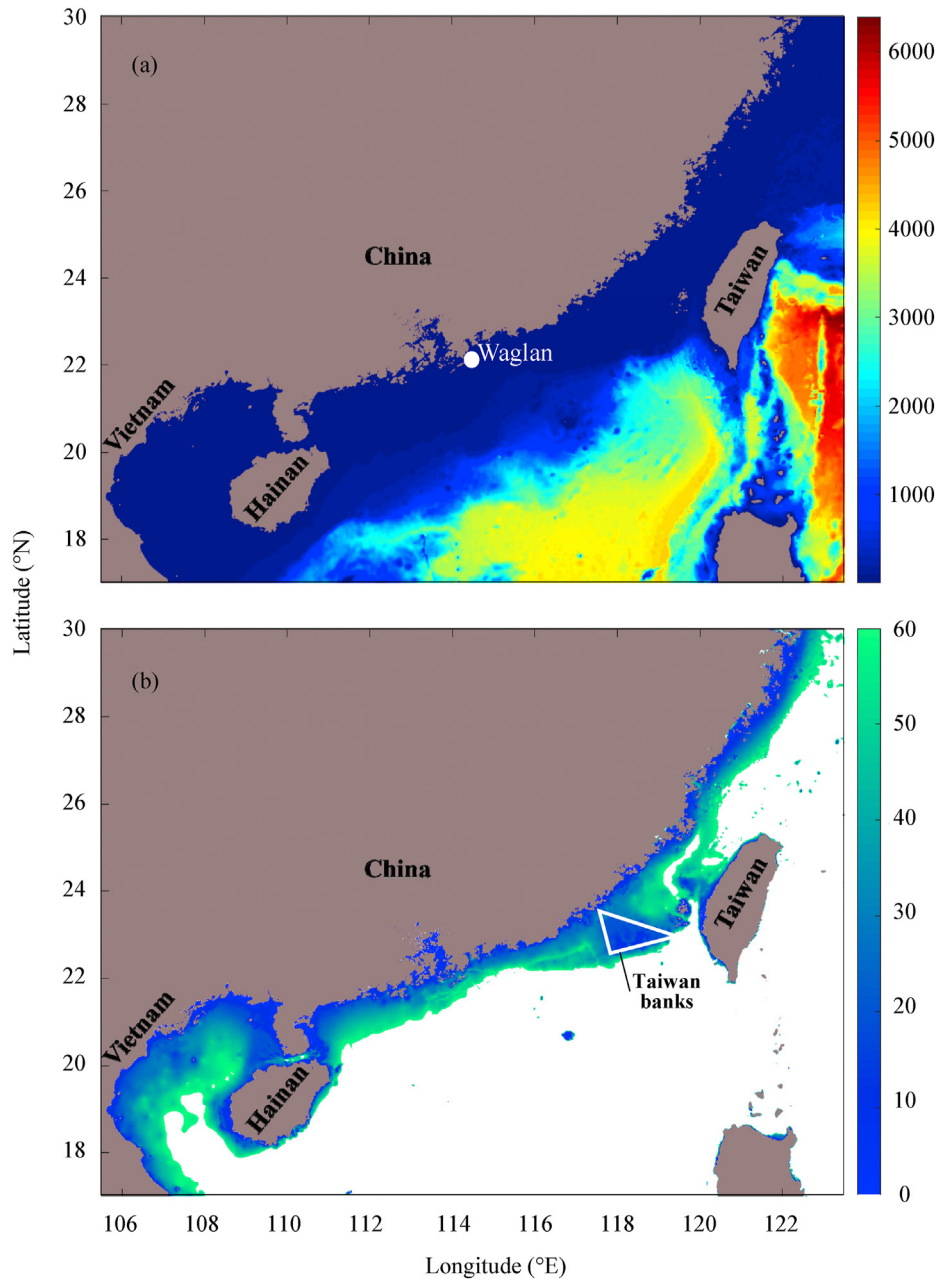 30
28
26
24
22
20
18
(a)
China
Taiwan
Waglan
Vietnam
Hainan
6000
5000
4000
3000
2000
1000
Latitude (°N)
30
28
26
24
22
20
18
(b)
China
Taiwan
Taiwan
banks
Vietnam
Hainan
60
50
40
30
20
10
0
106
108
110
112
114
116
118
120
122
Longitude (°E)